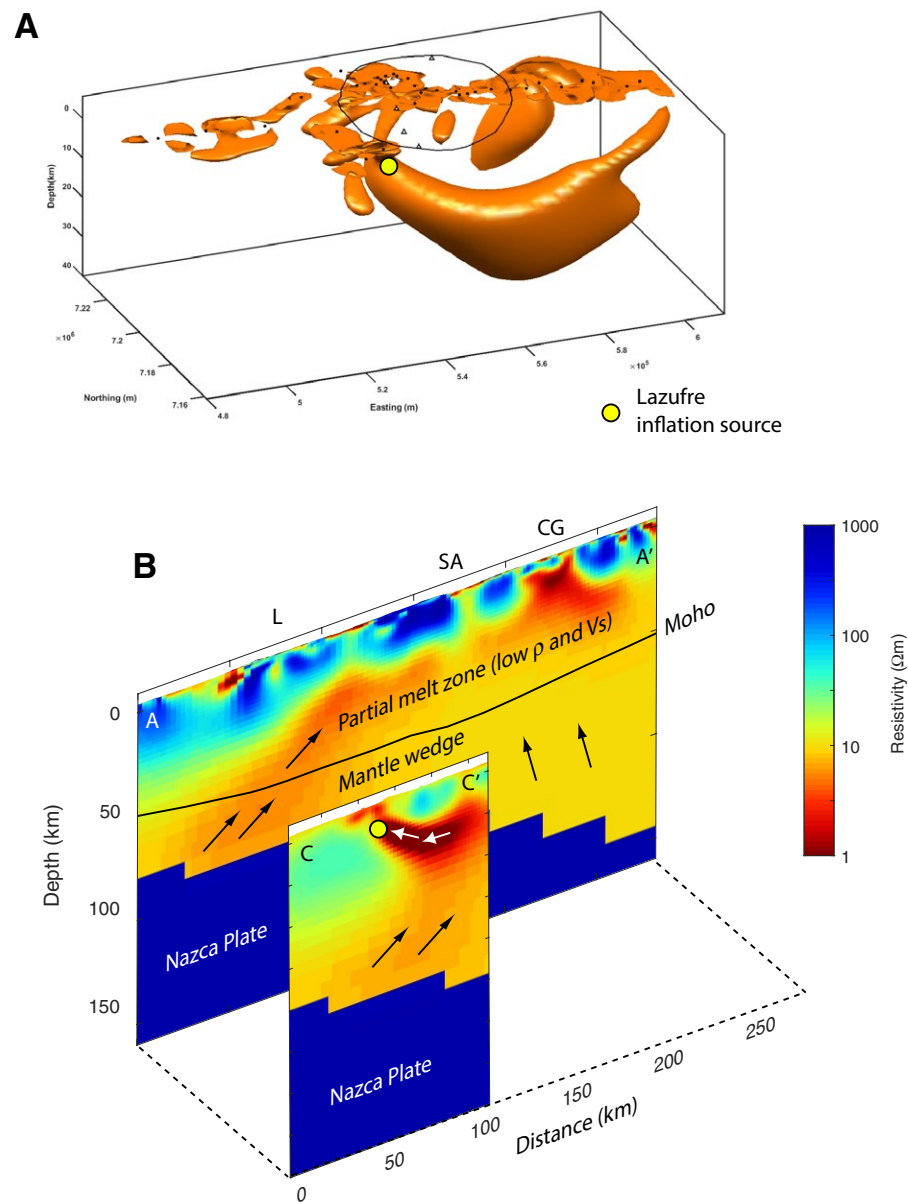 A
0
10
20
30
40
Depth(km)
7.22
×10⁶
7.2
7.18
7.16
Northing (m)
4.8
5
5.2
5.4
5.6
5.8
×10⁵
6
Easting (m)
Lazufre
inflation source
B
L
SA
CG
A
A′
Moho
Partial melt zone (low ρ and Vs)
Mantle wedge
C
C′
Nazca Plate
Nazca Plate
0
50
100
150
Depth (km)
0
50
100
150
200
250
Distance (km)
1000
100
10
1
Resistivity (Ωm)